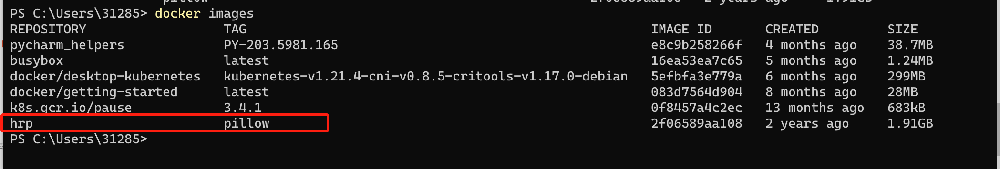 PS C:\Users\31285> docker images
REPOSITORY TAG IMAGE ID CREATED SIZE
pycharm_helpers PY-203.5981.165 e8c9b258266f 4 months ago 38.7MB
busybox latest 16ea53ea7c65 5 months ago 1.24MB
docker/desktop-kubernetes kubernetes-v1.21.4-cni-v0.8.5-critools-v1.17.0-debian 5efbfa3e779a 6 months ago 299MB
docker/getting-started latest 083d7564d904 8 months ago 28MB
k8s.gcr.io/pause 3.4.1 0f8457a4c2ec 13 months ago 683kB
hrp pillow 2f06589aa108 2 years ago 1.91GB
PS C:\Users\31285>